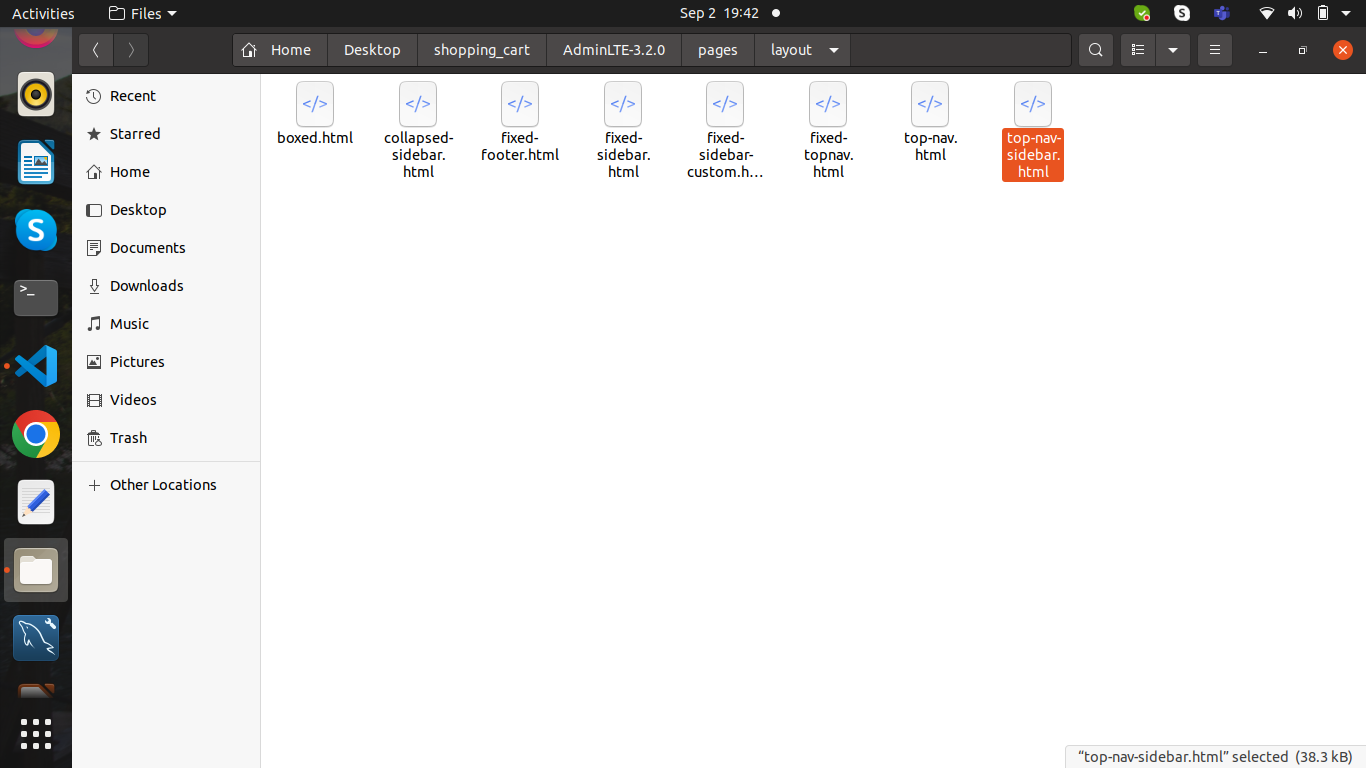 Activities
Files
Sep 2 19:42
Home
Desktop
shopping_cart
AdminLTE-3.2.0
pages
layout
Recent
Starred
Home
Desktop
Documents
Downloads
Music
Pictures
Videos
Trash
Other Locations
</>
boxed.html
</>
collapsed-
sidebar.
html
</>
fixed-
footer.html
</>
fixed-
sidebar.
html
</>
fixed-
sidebar-
custom.h…
</>
fixed-
topnav.
html
</>
top-nav.
html
</>
top-nav-
sidebar.
html
S
S
>_
“top-nav-sidebar.html” selected (38.3 kB)